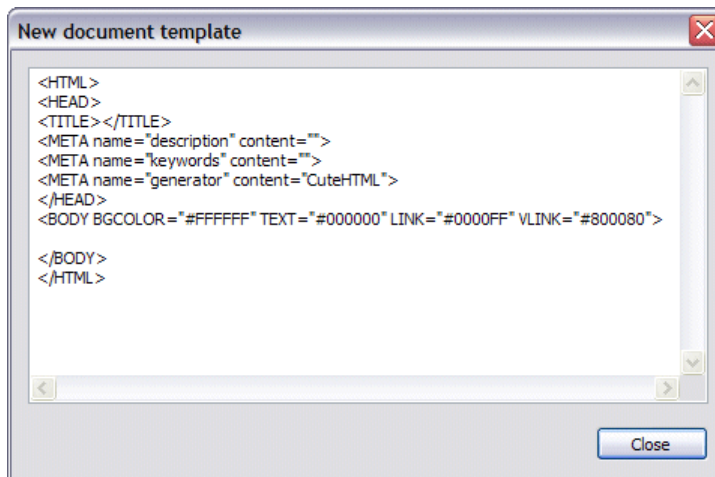 New document template
<HTML>
<HEAD>
<TITLE></TITLE>
<META name="description" content="">
<META name="keywords" content="">
<META name="generator" content="CuteHTML">
</HEAD>
<BODY BGCOLOR="#FFFFFF" TEXT="#000000" LINK="#0000FF" VLINK="#800080">
</BODY>
</HTML>
Close